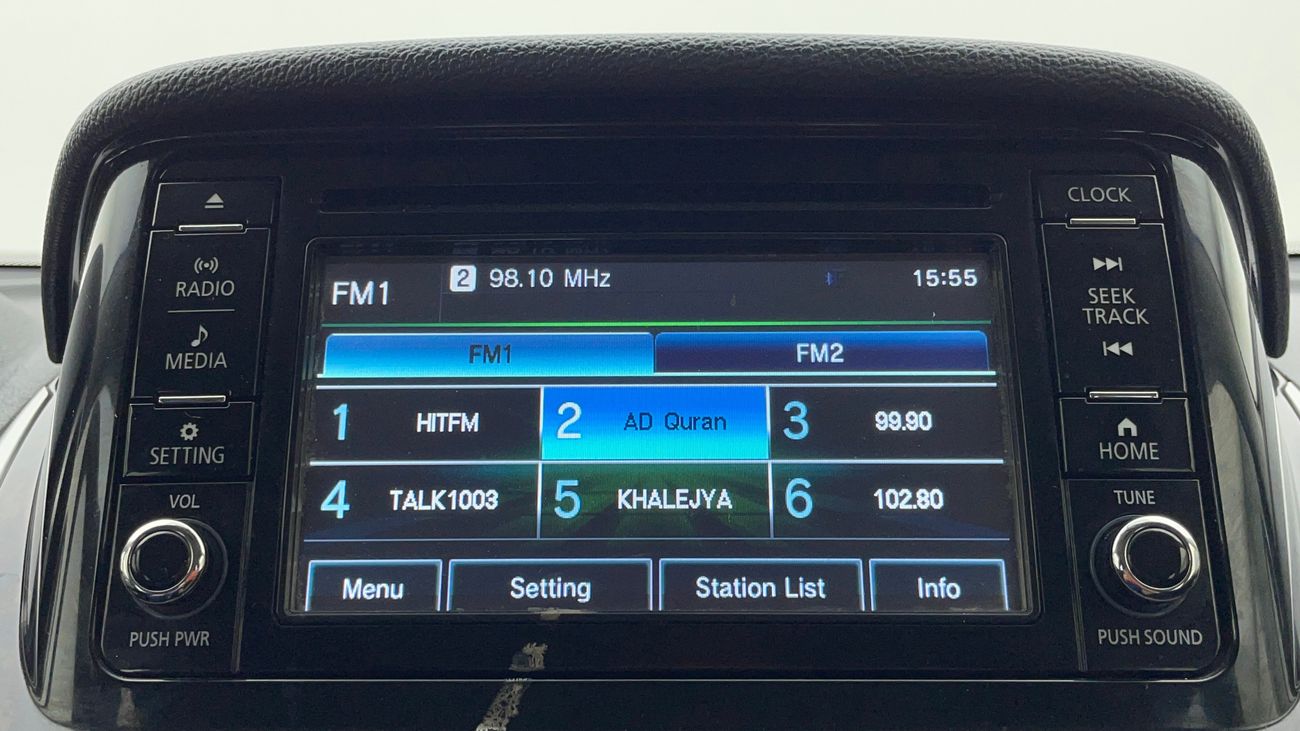 CLOCK
RADIO
MEDIA
SETTING
VOL
PUSH PWR
FM1
2 98.10 MHz
15:55
FM1
FM2
1 HITFM
2 AD Quran
3 99.90
4 TALK1003
5 KHALEJYA
6 102.80
Menu
Setting
Station List
Info
SEEK
TRACK
HOME
TUNE
PUSH SOUND